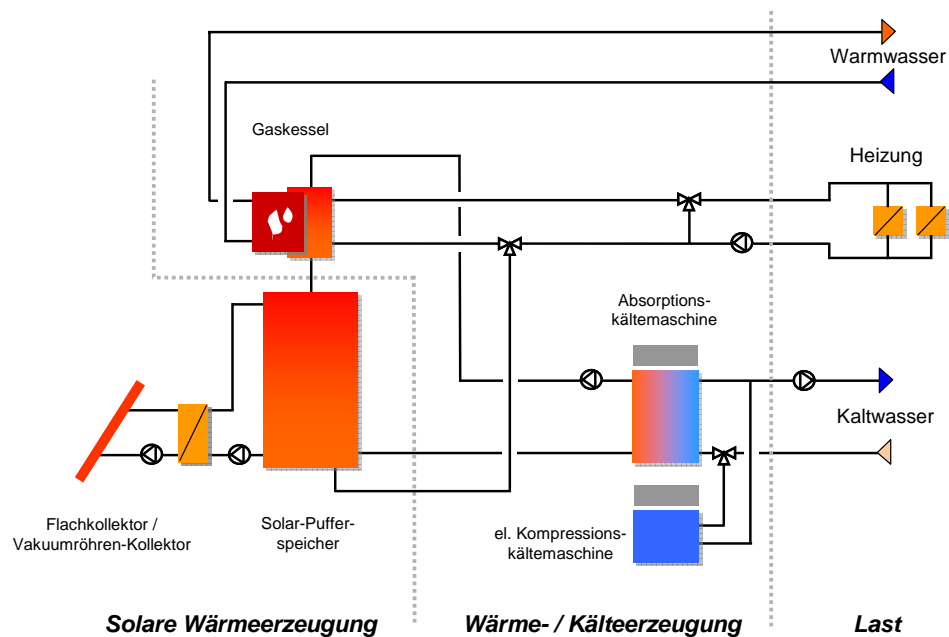 Warmwasser
Gaskessel
Heizung
Absorptions-
kältemaschine
Kaltwasser
Flachkollektor /
Vakuumröhren-Kollektor
Solar-Puffer-
speicher
el. Kompressions-
kältemaschine
Solare Wärmeerzeugung
Wärme- / Kälteerzeugung
Last